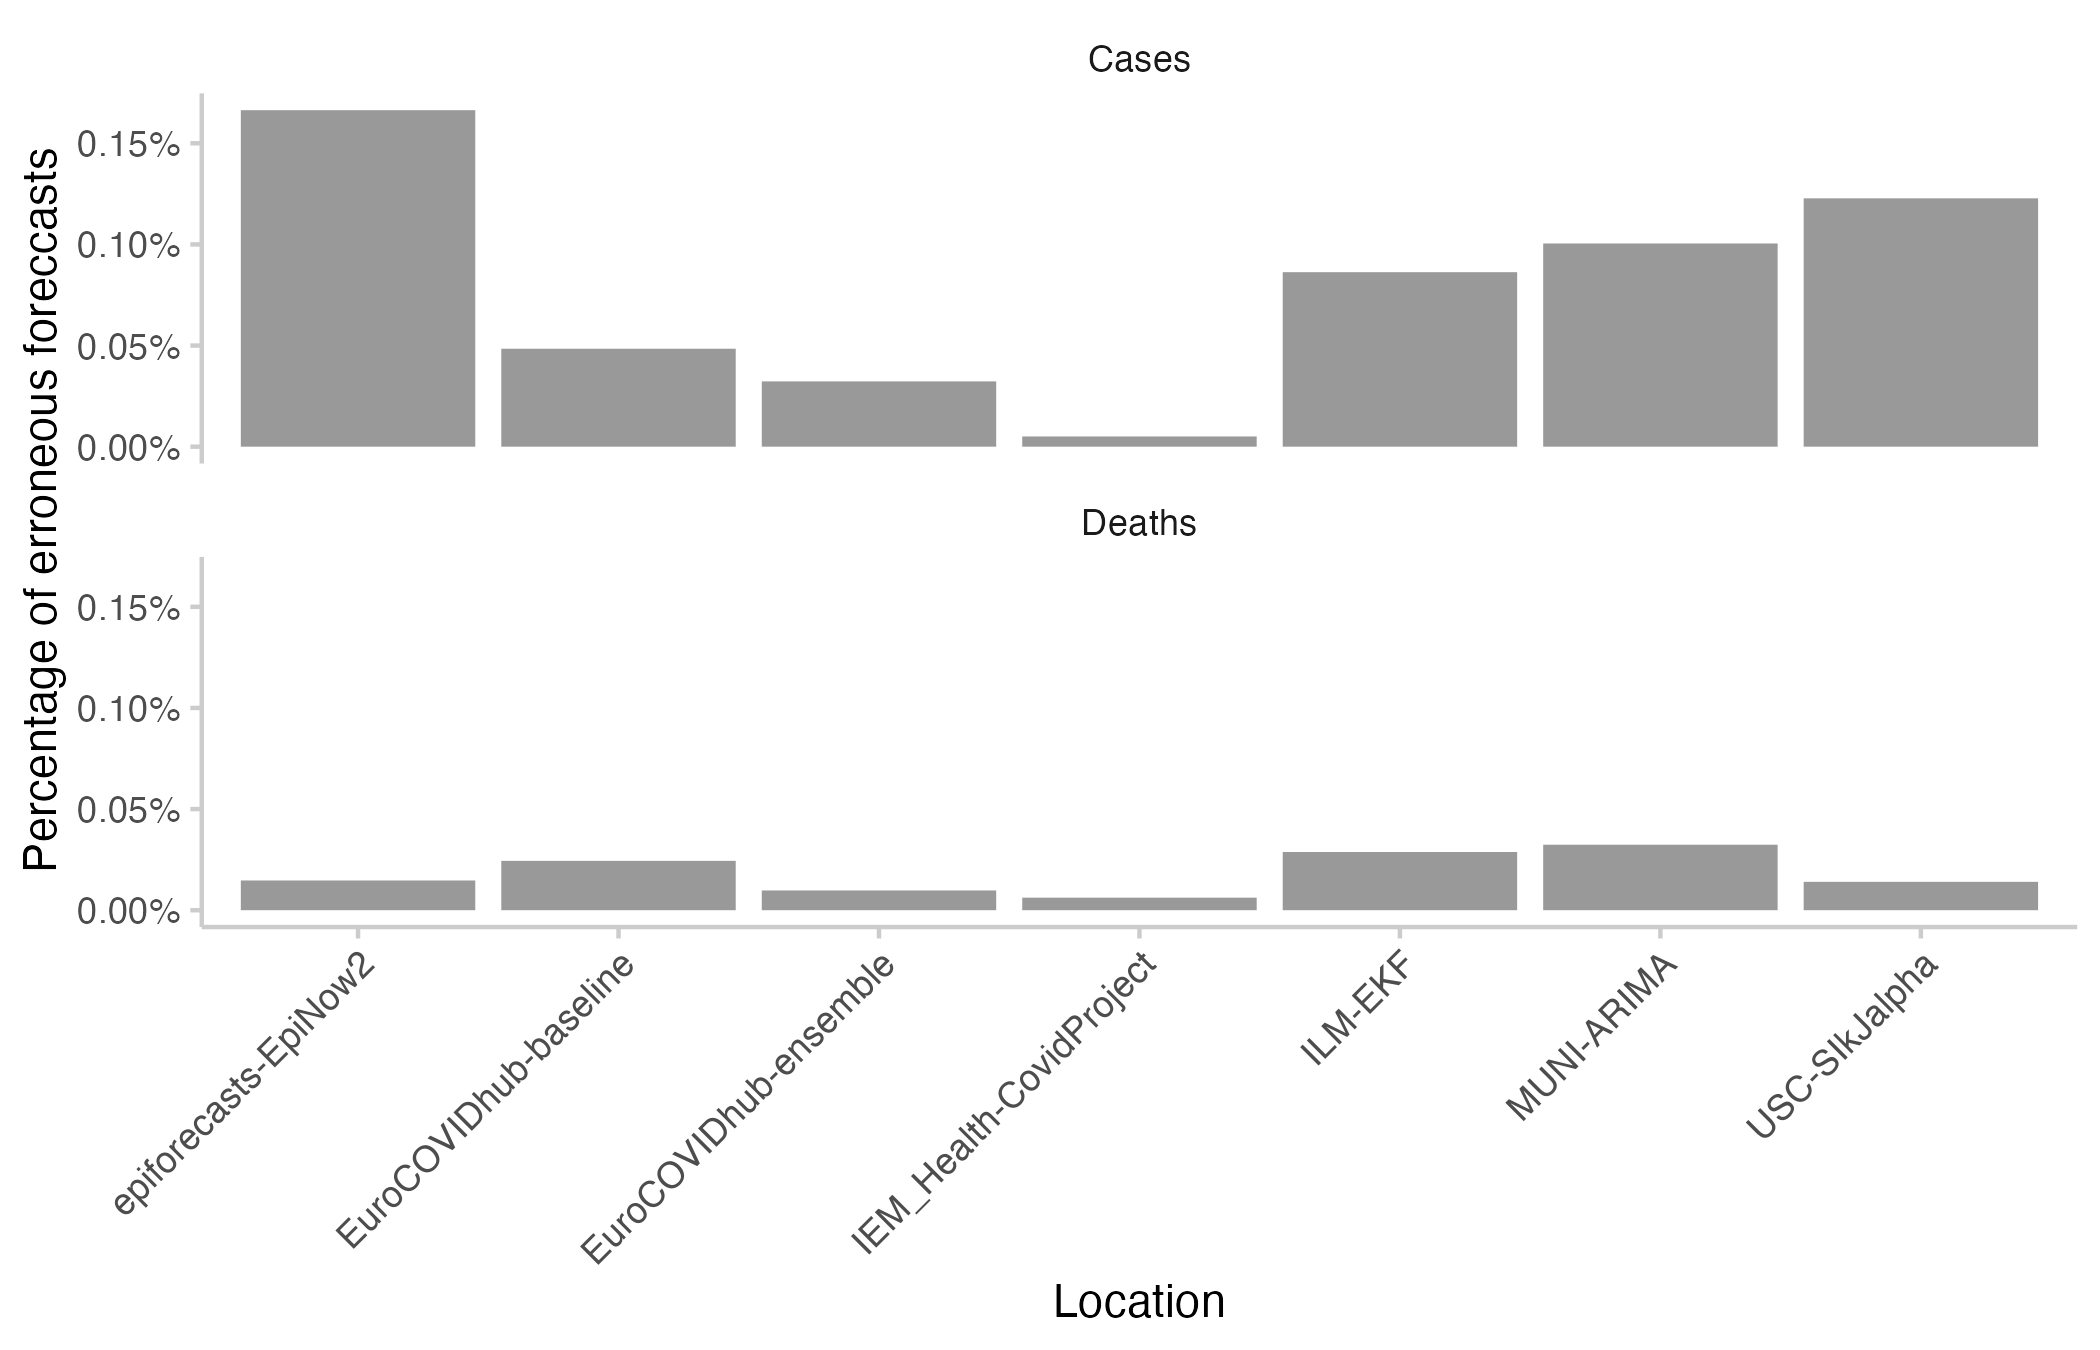 Cases
Percentage of erroneous foreccasts
0.15%
0.10%
0.05%
0.00%
Deaths
0.15%
0.10%
0.05%
0.00%
epiforecasts-EpiNow2
EuroCOVIDhub-baseline
EuroCOVIDhub-ensemble
IEM_Health-CovidProject
ILM-EKF
MUNI-ARIMA
USC-SIkJalpha
Location